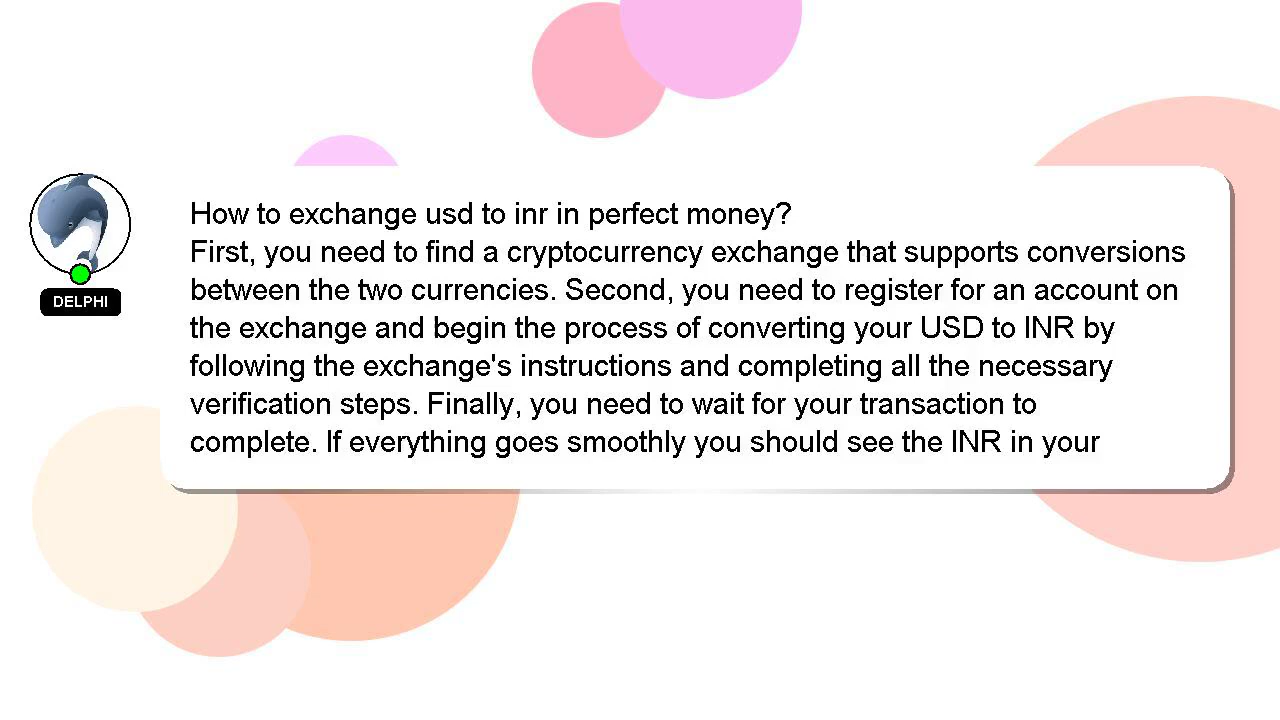 How to exchange usd to inr in perfect money?
First, you need to find a cryptocurrency exchange that supports conversions
between the two currencies. Second, you need to register for an account on
the exchange and begin the process of converting your USD to INR by
following the exchange's instructions and completing all the necessary
verification steps. Finally, you need to wait for your transaction to
complete. If everything goes smoothly you should see the INR in your
DELPHI